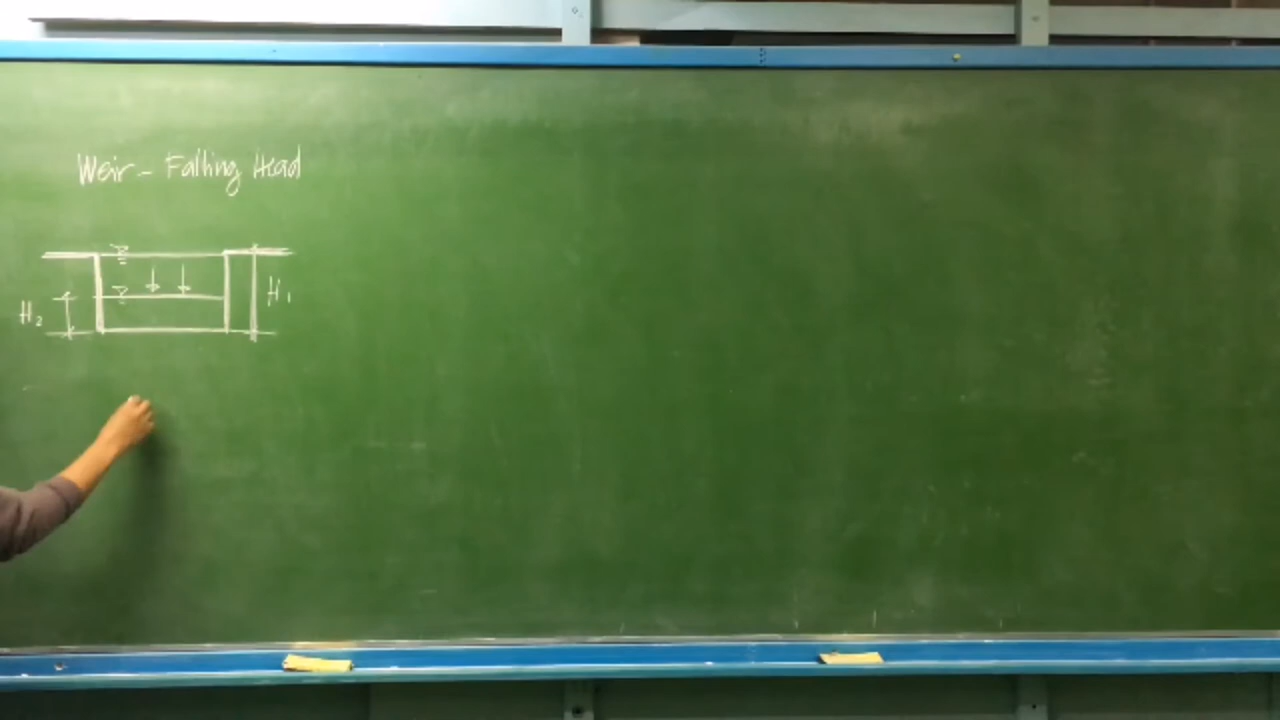 Weir - Falling Head
H₁
H₂